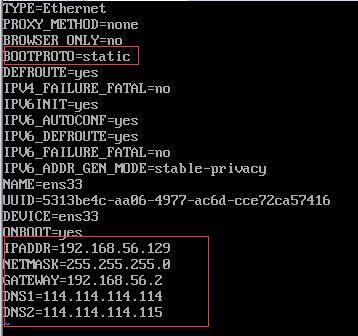 TYPE=Ethernet
PROXY_METHOD=none
BROWSER_ONLY=no
BOOTPROTO=static
DEFROUTE=yes
IPV4_FAILURE_FATAL=no
IPV6INIT=yes
IPV6_AUTOCONF=yes
IPV6_DEFROUTE=yes
IPV6_FAILURE_FATAL=no
IPV6_ADDR_GEN_MODE=stable-privacy
NAME=ens33
UUID=5313be4c-aa06-4977-ac6d-cce72ca57416
DEVICE=ens33
ONBOOT=yes
IPADDR=192.168.56.129
NETMASK=255.255.255.0
GATEWAY=192.168.56.2
DNS1=114.114.114.114
DNS2=114.114.114.115
~